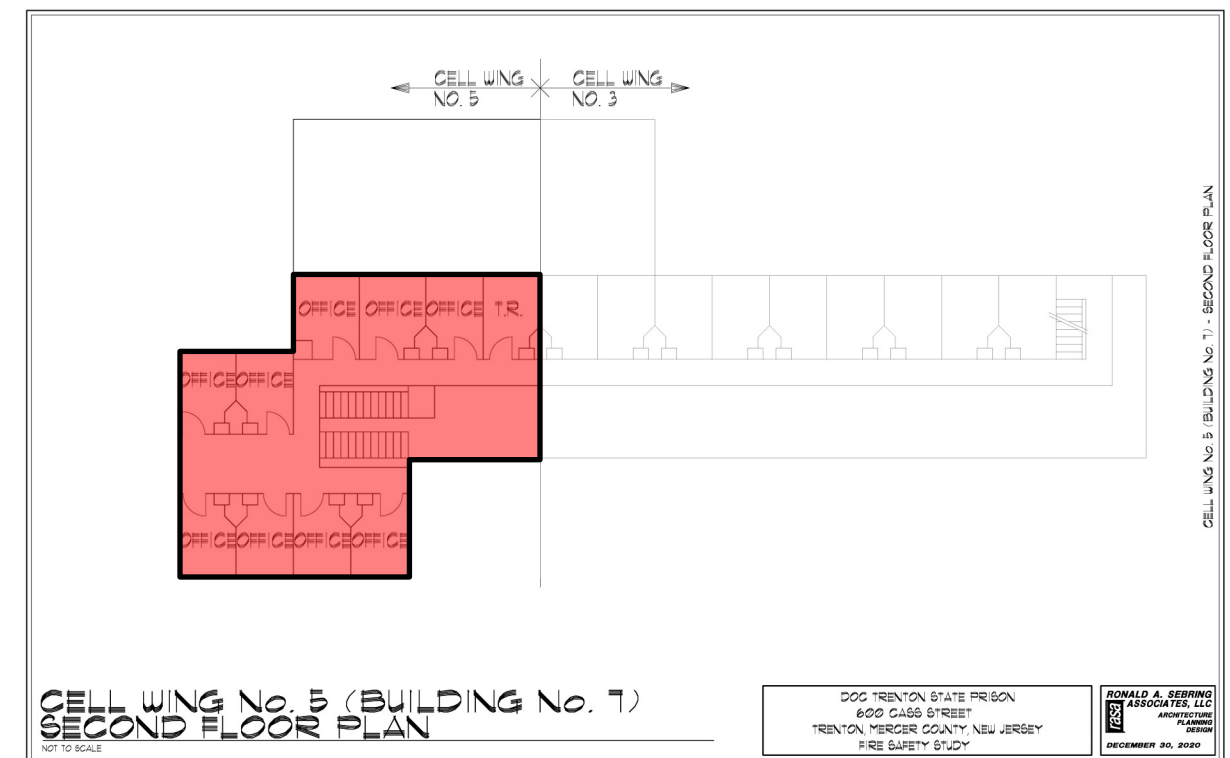 CELL WING
NO. 5
CELL WING
NO. 3
OFFICE OFFICE OFFICE T.R.
OFFICE OFFICE
OFFICE OFFICE OFFICE OFFICE
CELL WING No. 5 (BUILDING No. 7) - SECOND FLOOR PLAN
CELL WING No. 5 (BUILDING No. 7)
SECOND FLOOR PLAN
NOT TO SCALE
DOC TRENTON STATE PRISON
600 CASS STREET
TRENTON, MERCER COUNTY, NEW JERSEY
FIRE SAFETY STUDY
rasa
RONALD A. SEBRING
ASSOCIATES, LLC
ARCHITECTURE
PLANNING
DESIGN
DECEMBER 30, 2020